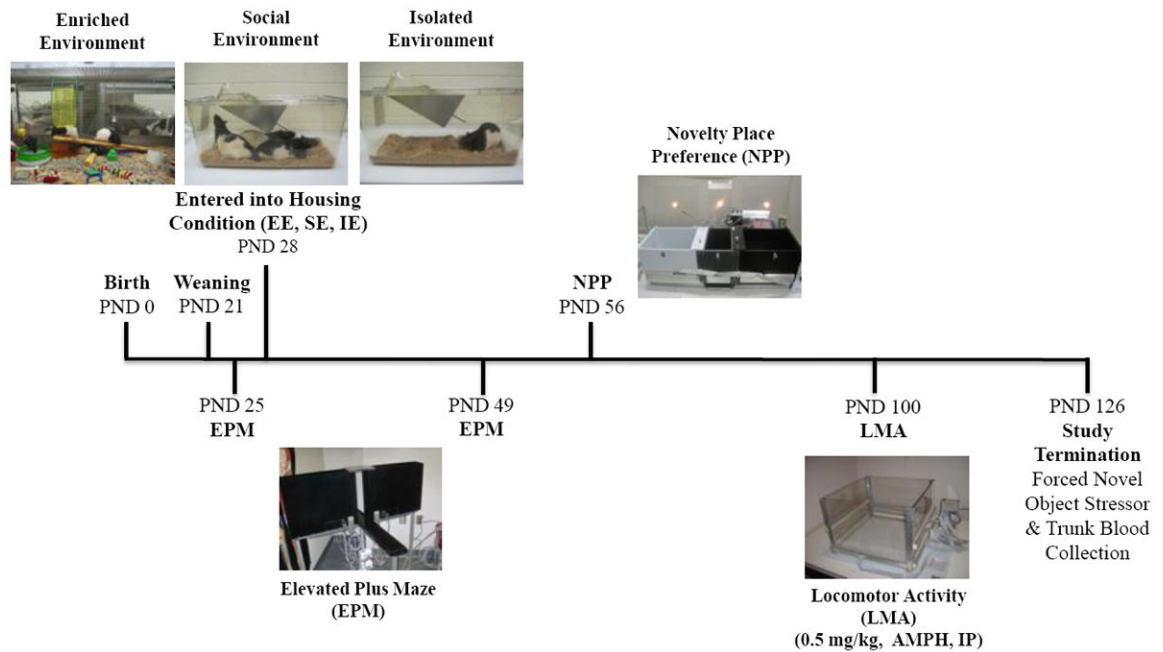 Enriched
Environment
Social
Environment
Isolated
Environment
Entered into Housing
Condition (EE, SE, IE)
PND 28
Novelty Place
Preference (NPP)
Birth
PND 0
Weaning
PND 21
NPP
PND 56
PND 25
EPM
PND 49
EPM
PND 100
LMA
PND 126
Study
Termination
Forced Novel
Object Stressor
& Trunk Blood
Collection
Elevated Plus Maze
(EPM)
Locomotor Activity
(LMA)
(0.5 mg/kg, AMPH, IP)